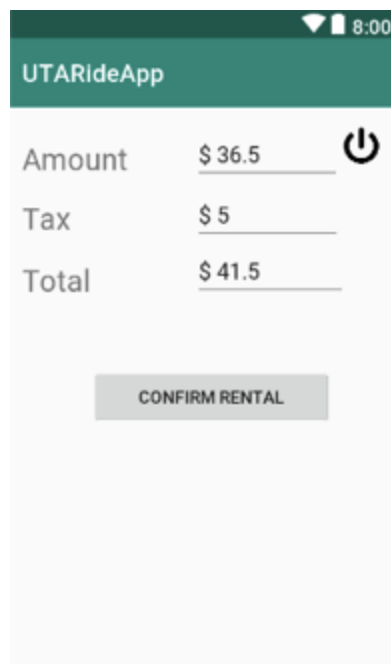 8:00
UTARideApp
Amount $ 36.5
Tax $ 5
Total $ 41.5
CONFIRM RENTAL